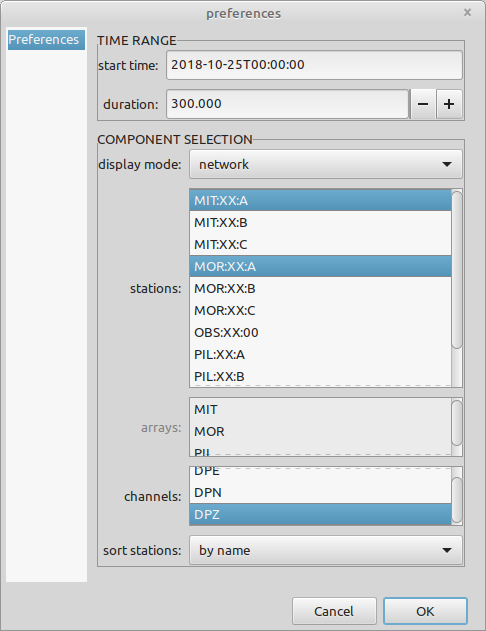 preferences
Preferences
TIME RANGE
start time: 2018-10-25T00:00:00
duration: 300.000
COMPONENT SELECTION
display mode: network
stations:
MIT:XX:A
MIT:XX:B
MIT:XX:C
MOR:XX:A
MOR:XX:B
MOR:XX:C
OBS:XX:00
PIL:XX:A
PIL:XX:B
arrays:
MIT
MOR
PIL
channels:
DPE
DPN
DPZ
sort stations: by name
Cancel OK